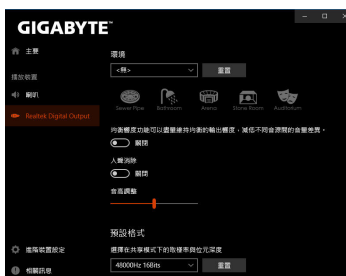 GIGABYTE™
主要
播放裝置
喇叭
Realtek Digital Output
進階裝置設定
相關訊息
環境
<無>
重置
Sewer Pipe Bathroom Arena Stone Room Auditorium
均衡響度功能可以盡量維持均衡的輸出響度，減低不同音源間的音量差異。
關閉
人聲消除
關閉
音高調整
預設格式
選擇在共享模式下的取樣率與位元深度
48000Hz 16Bits
重置